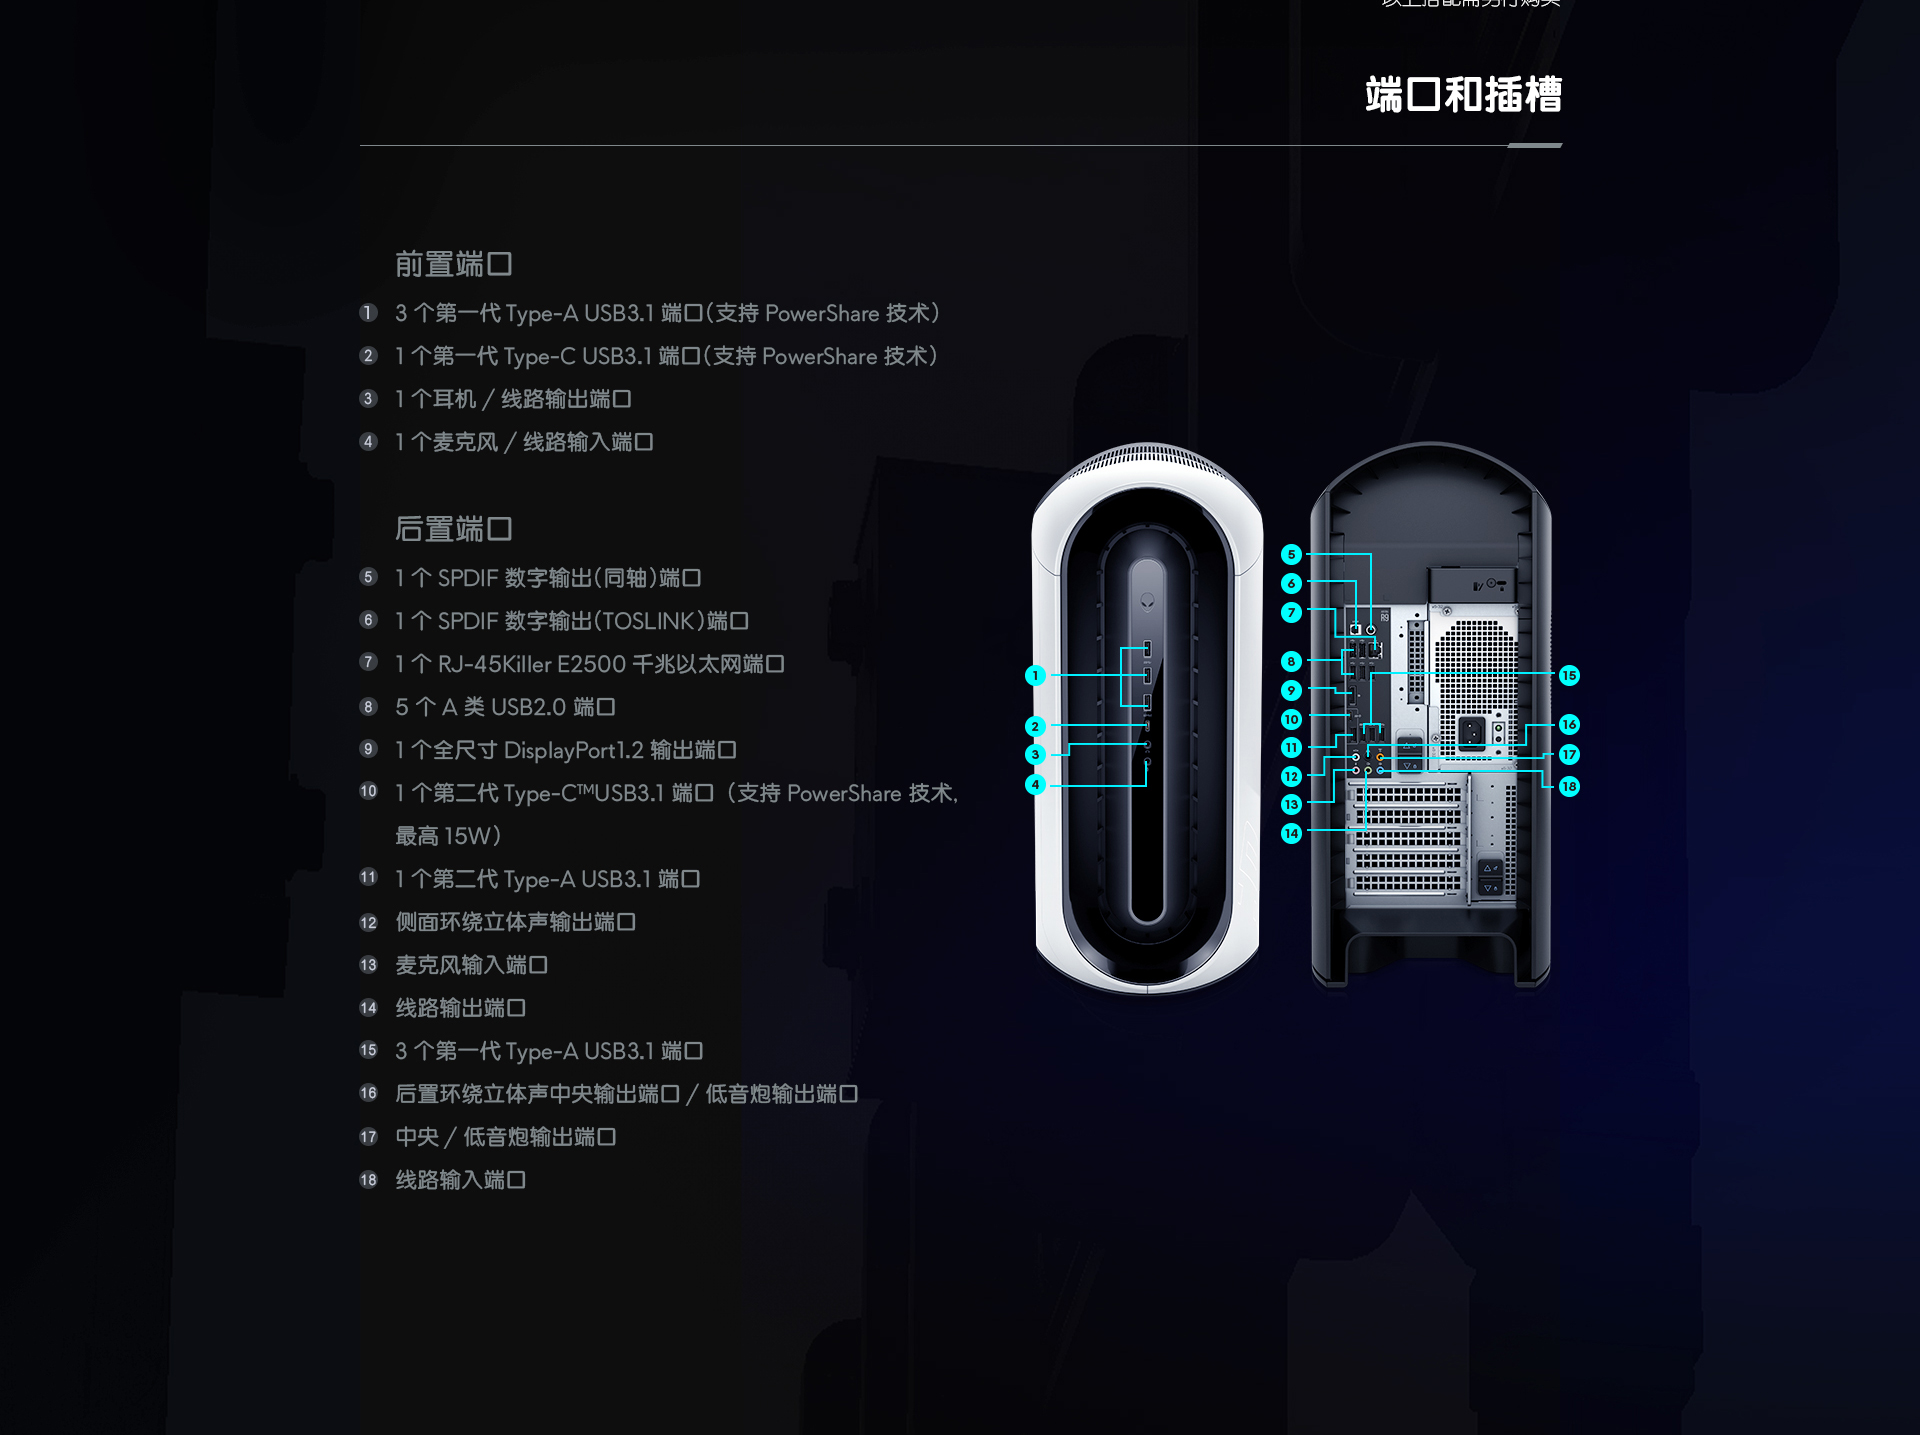 以上搭配需另行购买
端口和插槽
前置端口
1 3 个第一代 Type-A USB3.1 端口(支持 PowerShare 技术)
2 1 个第一代 Type-C USB3.1 端口(支持 PowerShare 技术)
3 1 个耳机 / 线路输出端口
4 1 个麦克风 / 线路输入端口
后置端口
5 1 个 SPDIF 数字输出(同轴)端口
6 1 个 SPDIF 数字输出(TOSLINK)端口
7 1 个 RJ-45Killer E2500 千兆以太网端口
8 5 个 A 类 USB2.0 端口
9 1 个全尺寸 DisplayPort1.2 输出端口
10 1 个第二代 Type-C™USB3.1 端口（支持 PowerShare 技术,
最高 15W）
11 1 个第二代 Type-A USB3.1 端口
12 侧面环绕立体声输出端口
13 麦克风输入端口
14 线路输出端口
15 3 个第一代 Type-A USB3.1 端口
16 后置环绕立体声中央输出端口 / 低音炮输出端口
17 中央 / 低音炮输出端口
18 线路输入端口
1
2
3
4
5
6
7
8
9
10
11
12
13
14
15
16
17
18